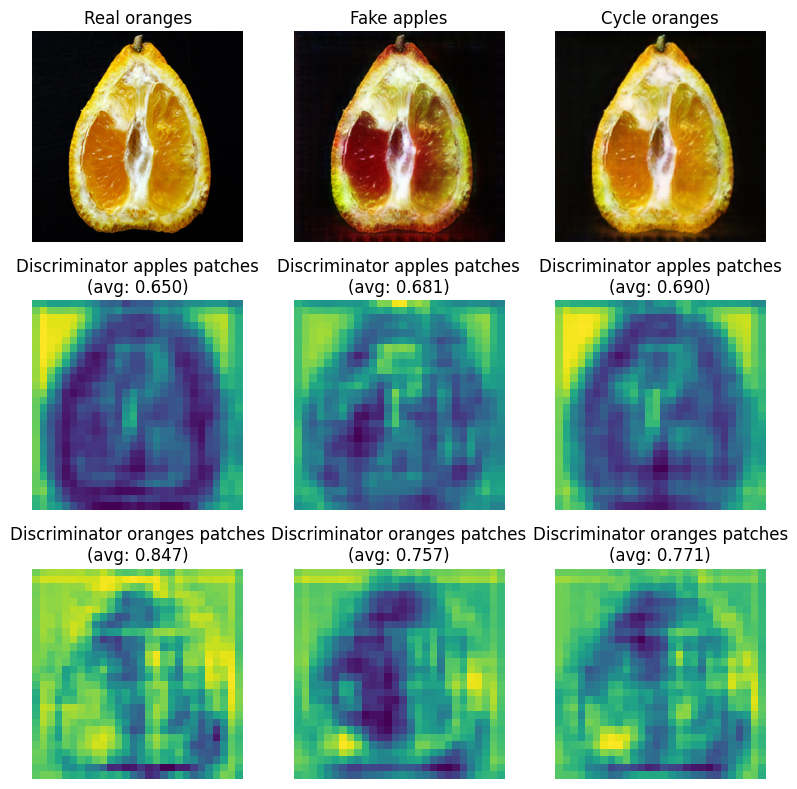 Real oranges
Fake apples
Cycle oranges
Discriminator apples patches
(avg: 0.650)
Discriminator apples patches
(avg: 0.681)
Discriminator apples patches
(avg: 0.690)
Discriminator oranges patches
(avg: 0.847)
Discriminator oranges patches
(avg: 0.757)
Discriminator oranges patches
(avg: 0.771)